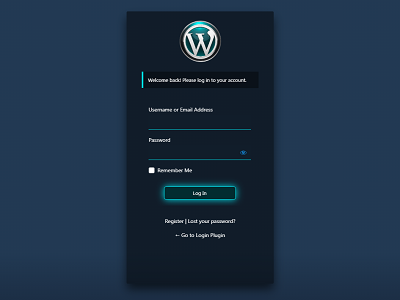 W
Welcome back! Please log in to your account.
Username or Email Address
Password
Remember Me
Log In
Register | Lost your password?
← Go to Login Plugin